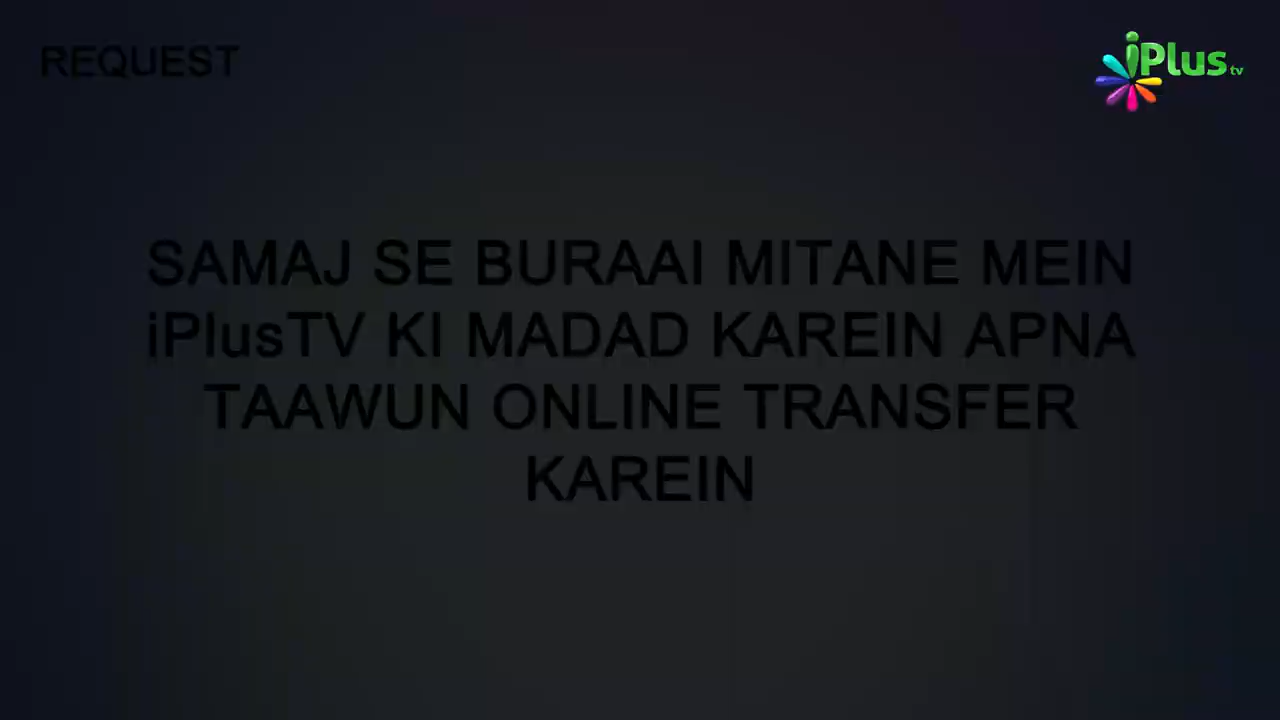 REQUEST
iPlus tv
SAMAJ SE BURAAI MITANE MEIN
iPlusTV KI MADAD KAREIN APNA
TAAWUN ONLINE TRANSFER
KAREIN